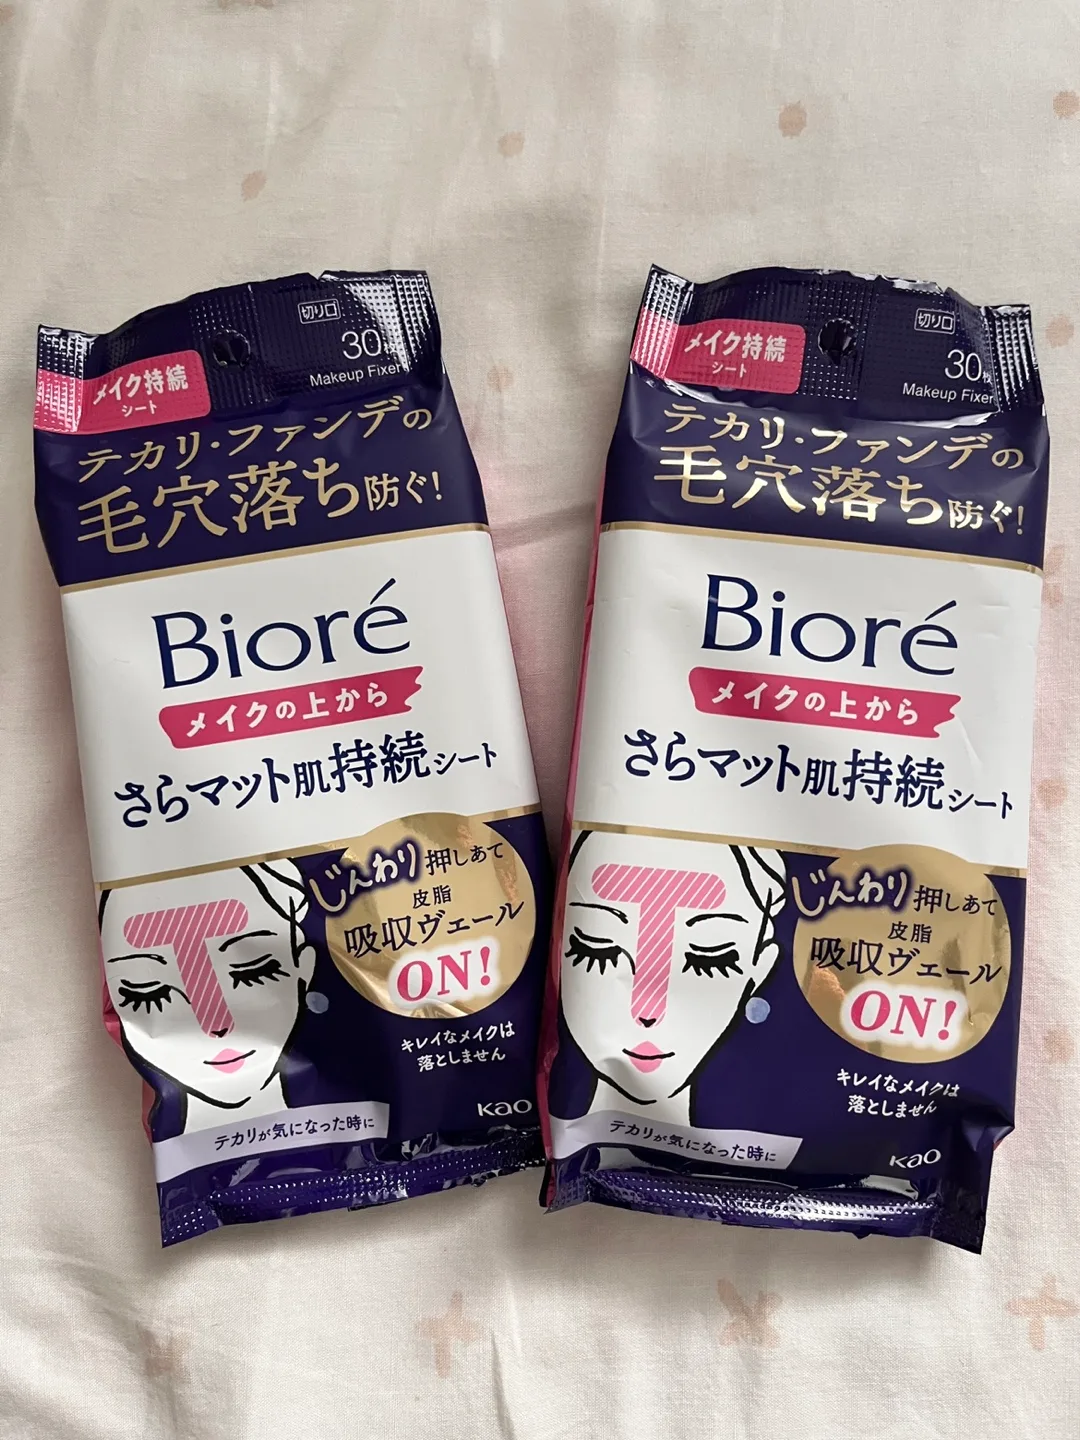 切り口
30枚
Makeup Fixer
メイク持続
シート
テカリ・ファンデの
毛穴落ち防ぐ!
Bioré
メイクの上から
さらマット肌持続シート
じんわり押しあて
皮脂
吸収ヴェール
ON!
キレイなメイクは
落としません
Kao
テカリが気になった時に
切り口
30枚
Makeup Fixer
メイク持続
シート
テカリ・ファンデの
毛穴落ち防ぐ!
Bioré
メイクの上から
さらマット肌持続シート
じんわり押しあて
皮脂
吸収ヴェール
ON!
キレイなメイクは
落としません
Kao
テカリが気になった時に